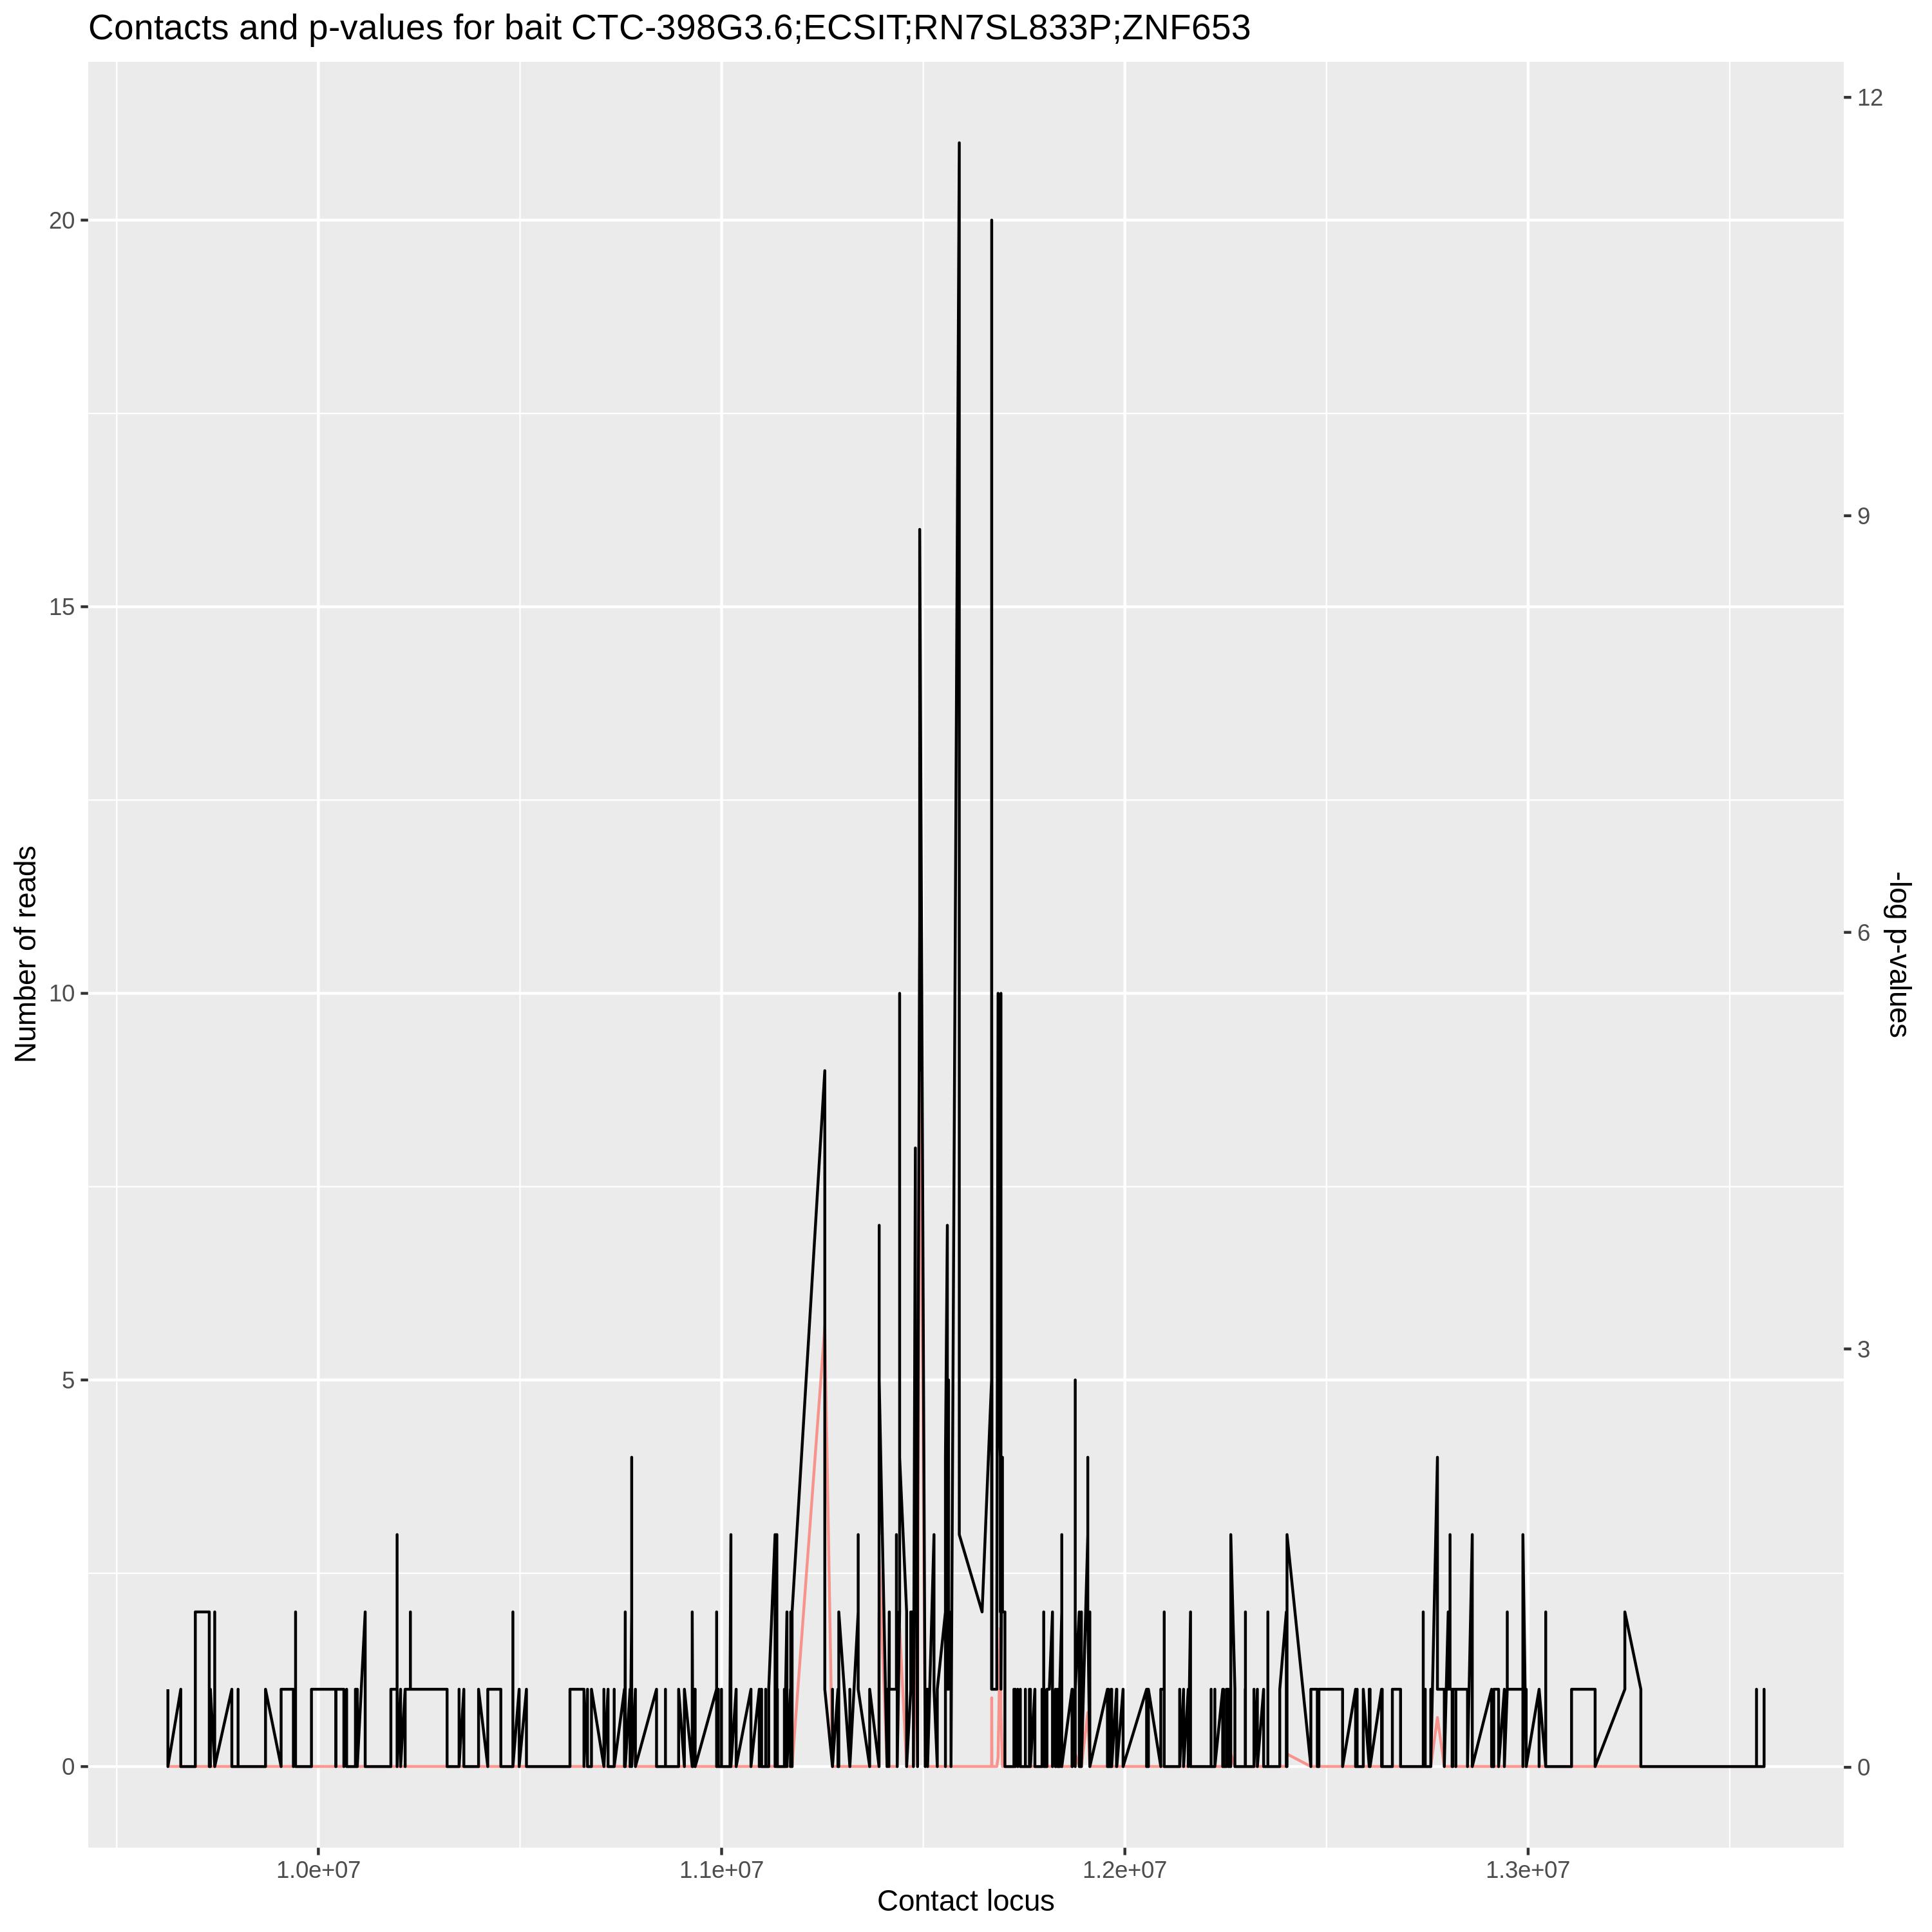 Contacts and p-values for bait CTC-398G3.6;ECSIT;RN7SL833P;ZNF653
12
20
9
15
Number of reads
-log p-values
6
10
3
5
0
0
1.0e+07
1.1e+07
1.2e+07
1.3e+07
Contact locus